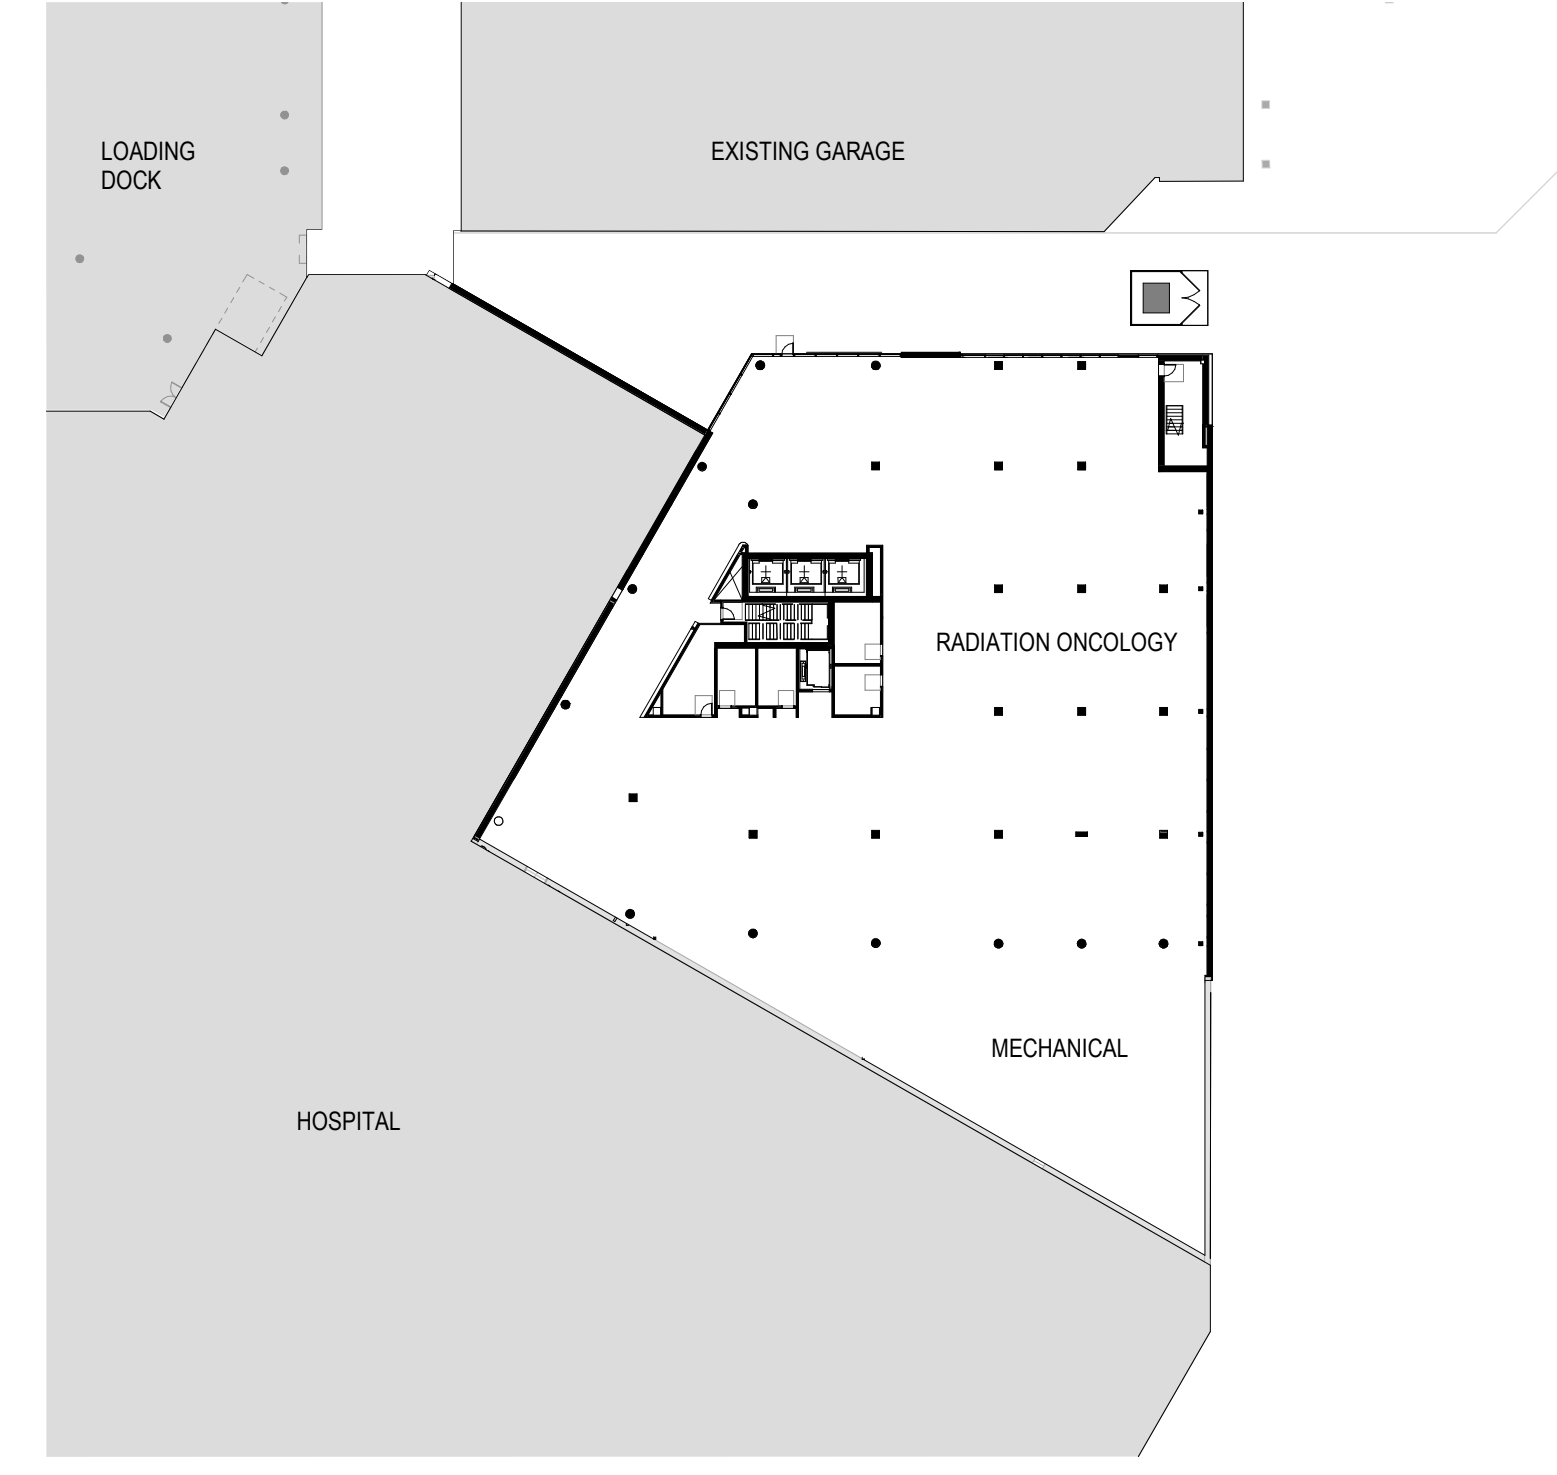 LOADING
DOCK
EXISTING GARAGE
RADIATION ONCOLOGY
MECHANICAL
HOSPITAL